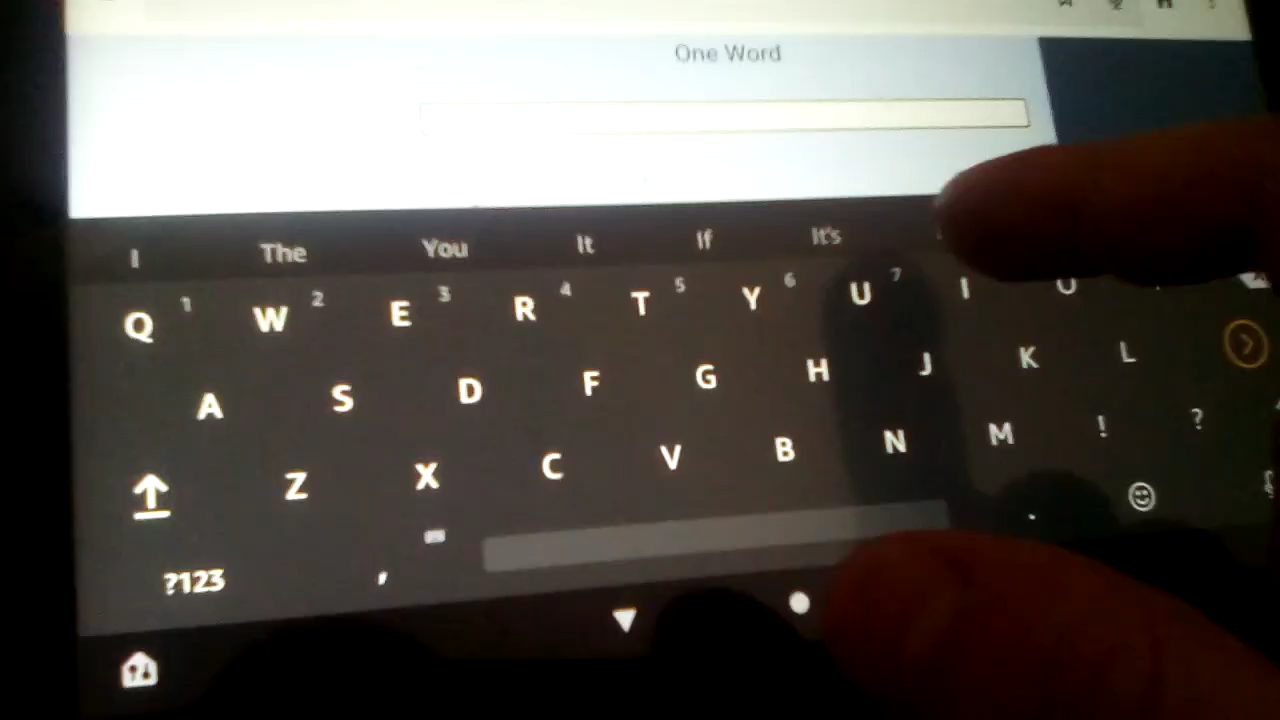 One Word
I The You It If It's
Q 1 W 2 E 3 R 4 T 5 Y 6 U 7 I
A S D F G H J K L
Z X C V B N M ! ?
?123 , .